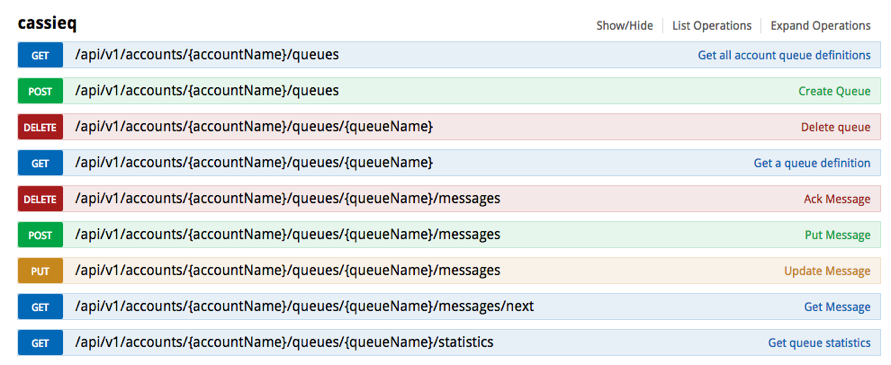 cassieq Show/Hide List Operations Expand Operations
GET /api/v1/accounts/{accountName}/queues Get all account queue definitions
POST /api/v1/accounts/{accountName}/queues Create Queue
DELETE /api/v1/accounts/{accountName}/queues/{queueName} Delete queue
GET /api/v1/accounts/{accountName}/queues/{queueName} Get a queue definition
DELETE /api/v1/accounts/{accountName}/queues/{queueName}/messages Ack Message
POST /api/v1/accounts/{accountName}/queues/{queueName}/messages Put Message
PUT /api/v1/accounts/{accountName}/queues/{queueName}/messages Update Message
GET /api/v1/accounts/{accountName}/queues/{queueName}/messages/next Get Message
GET /api/v1/accounts/{accountName}/queues/{queueName}/statistics Get queue statistics